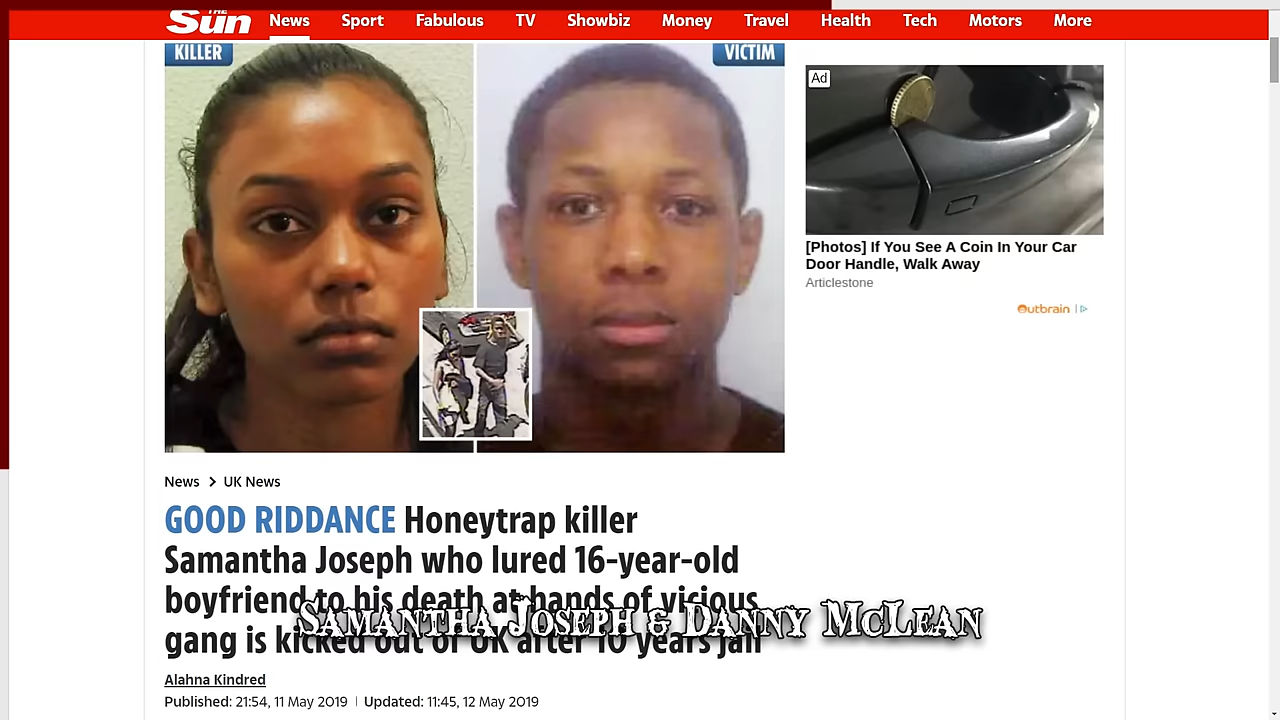 THE
Sun
News Sport Fabulous TV Showbiz Money Travel Health Tech Motors More
KILLER
VICTIM
Ad
[Photos] If You See A Coin In Your Car
Door Handle, Walk Away
Articlestone
Outbrain
News > UK News
GOOD RIDDANCE Honeytrap killer
Samantha Joseph who lured 16-year-old
boyfriend to his death at hands of vicious
gang is kicked out of UK after 10 years jail
Samantha Joseph & Danny McLean
Alahna Kindred
Published: 21:54, 11 May 2019 | Updated: 11:45, 12 May 2019